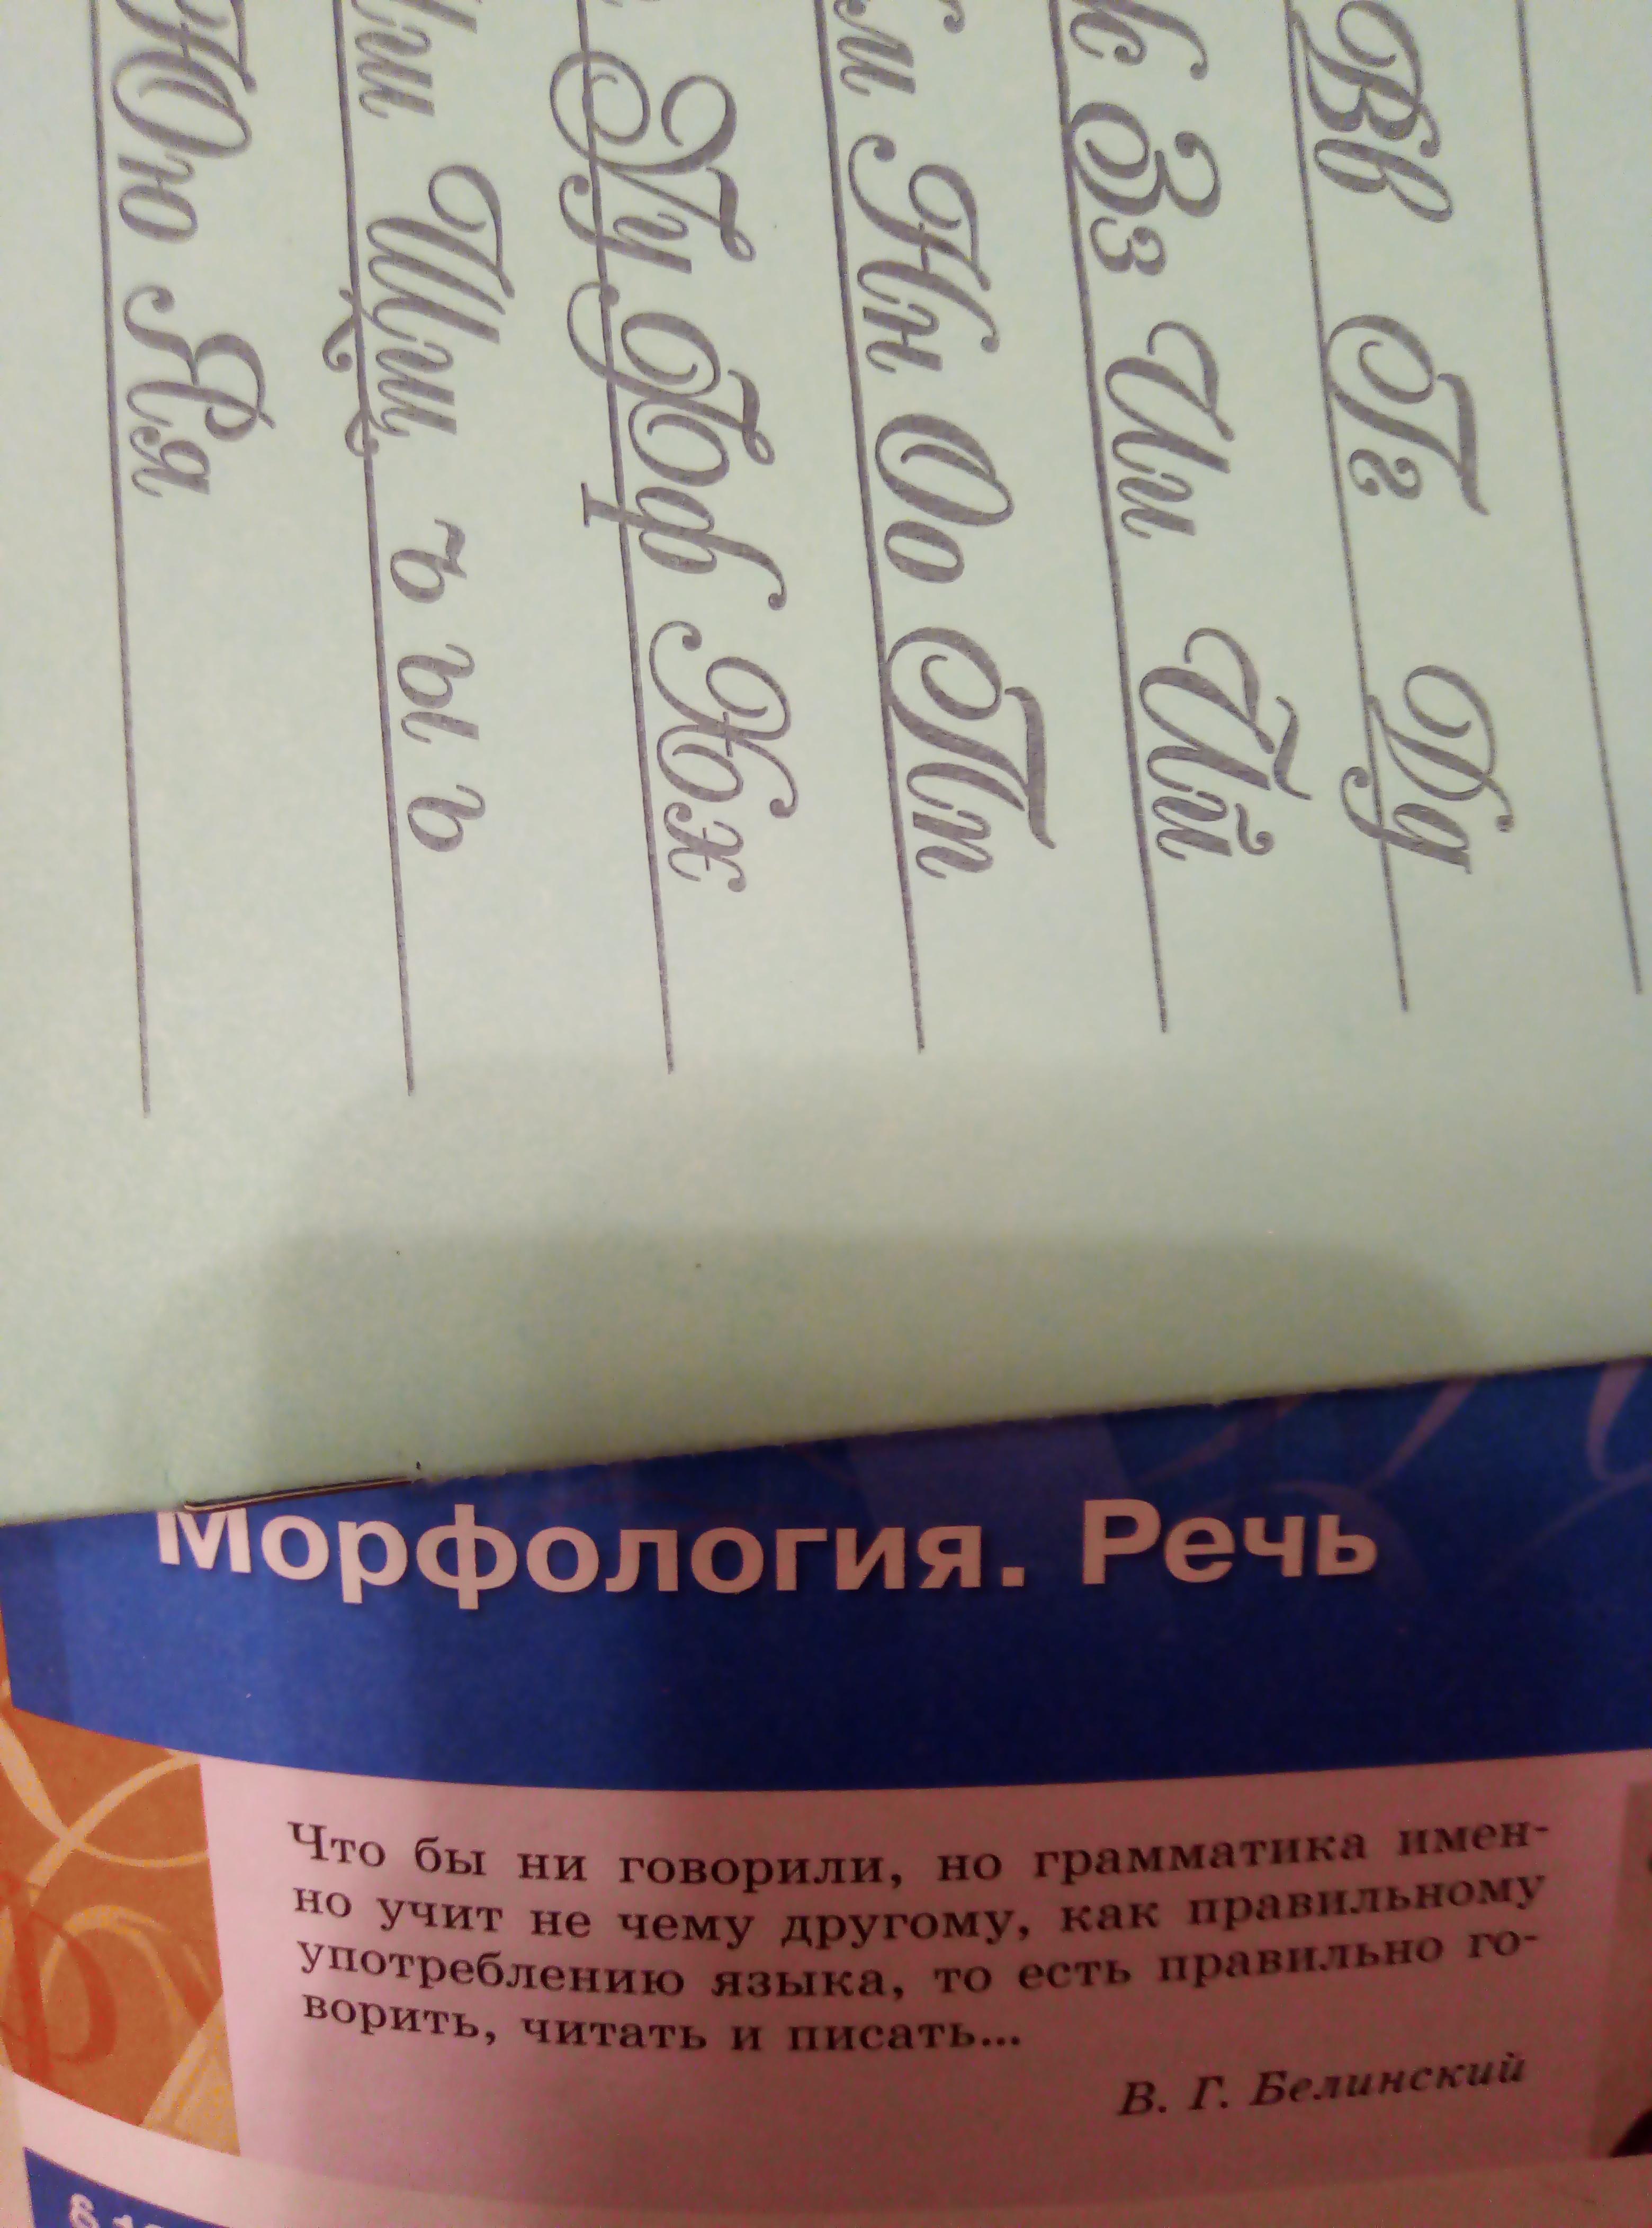 Вв Гг Дд
ж Зз Ии Йй
м Нн Оо Пп
Уу Фф Хх
ш Щщ ъ ы ь
Юю Яя
Морфология. Речь
Что бы ни говорили, но грамматика имен-
но учит не чему другому, как правильному
употреблению языка, то есть правильно го-
ворить, читать и писать...
В. Г. Белинский